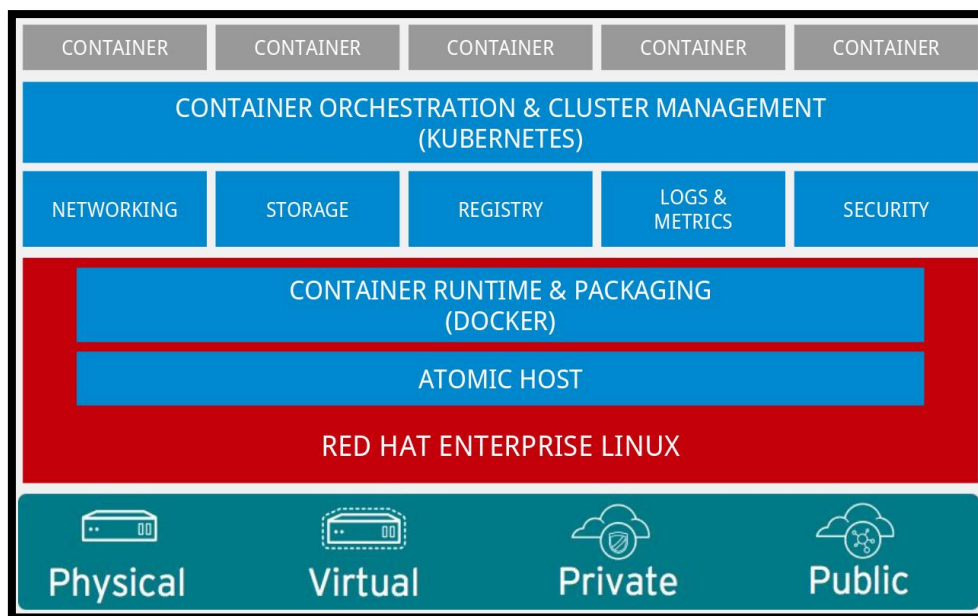 CONTAINER CONTAINER CONTAINER CONTAINER CONTAINER
CONTAINER ORCHESTRATION & CLUSTER MANAGEMENT
(KUBERNETES)
NETWORKING STORAGE REGISTRY LOGS &
METRICS SECURITY
CONTAINER RUNTIME & PACKAGING
(DOCKER)
ATOMIC HOST
RED HAT ENTERPRISE LINUX
Physical Virtual Private Public